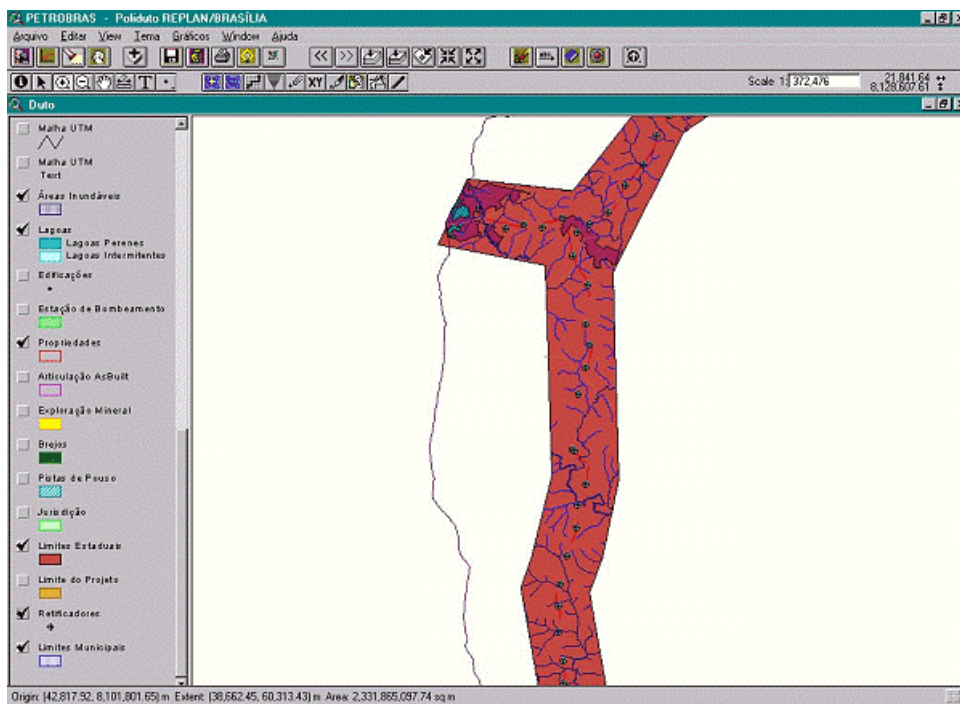 PETROBRAS - Poliduto REPLAN/BRASÍLIA
Arquivo Editar View Tema Gráficos Window Ajuda
T XY Scale 1: 372,476 21,841.64
8,128,607.61
Duto
Malha UTM
Malha UTM
Text
Áreas Inundáveis
Lagoas
Lagoas Perenes
Lagoas Intermitentes
Edificações
Estação de Bombeamento
Propriedades
Articulação AsBuilt
Exploração Mineral
Brejos
Pistas de Pouso
Jurisdição
Limites Estaduais
Limite do Projeto
Retificadores
Limites Municipais
Origin: (42,817.92, 8,101,801.65) m Extent: (38,662.45, 60,313.43) m Area: 2,331,865,097.74 sq m